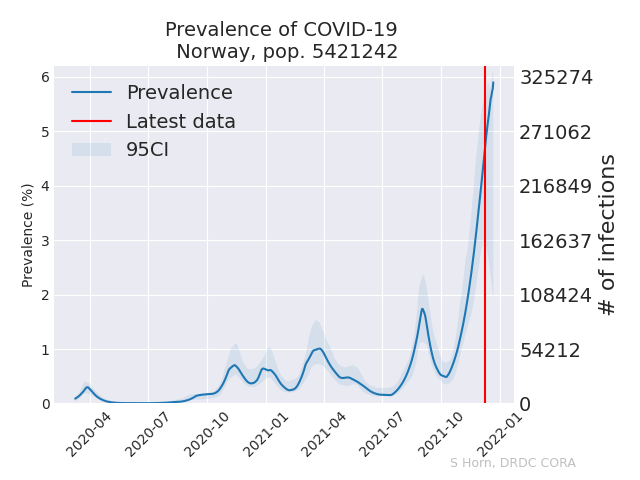 Prevalence of COVID-19
Norway, pop. 5421242
Prevalence
Latest data
95CI
Prevalence (%)
6
5
4
3
2
1
0
325274
271062
216849
162637
108424
54212
0
# of infections
2020-04
2020-07
2020-10
2021-01
2021-04
2021-07
2021-10
2022-01
S Horn, DRDC CORA